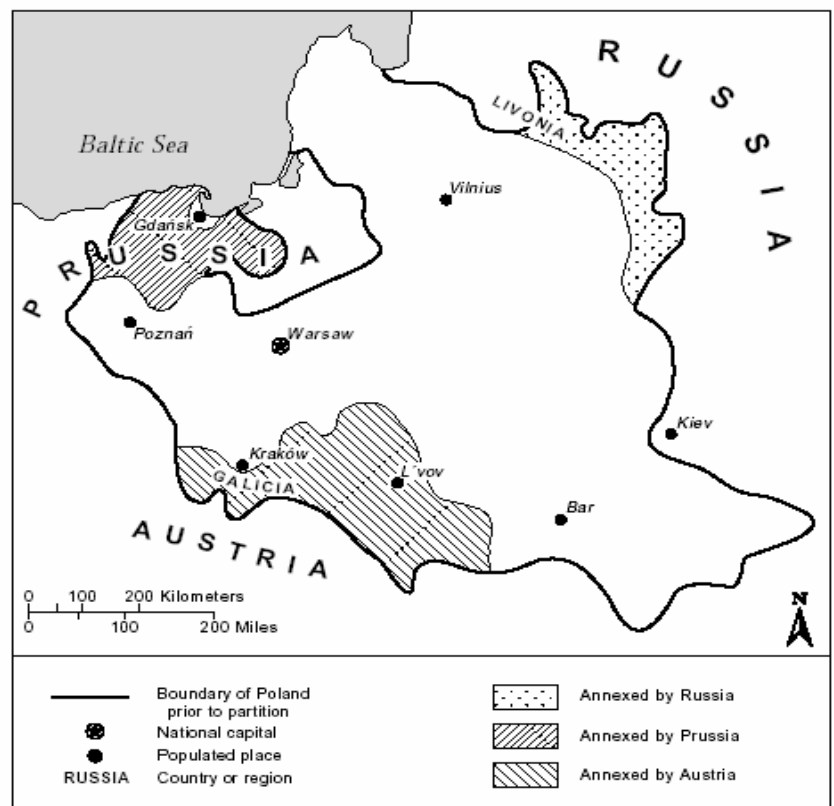 RUSSIA
LIVONIA
Baltic Sea
Vilnius
Gdańsk
PRUSSIA
Poznań
Warsaw
Kiev
Kraków
L'vov
GALICIA
Bar
AUSTRIA
0 100 200 Kilometers
0 100 200 Miles
N
Boundary of Poland
prior to partition
National capital
Populated place
RUSSIA Country or region
Annexed by Russia
Annexed by Prussia
Annexed by Austria